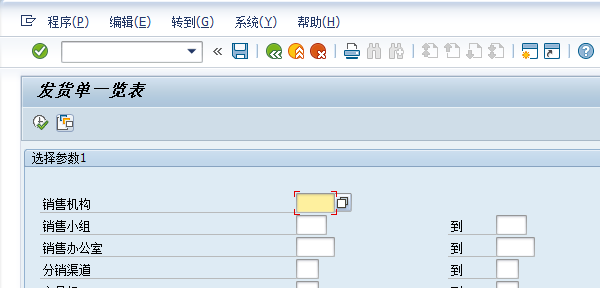 程序(P) 编辑(E) 转到(G) 系统(Y) 帮助(H)
发货单一览表
选择参数1
销售机构
销售小组 到
销售办公室 到
分销渠道 到
到